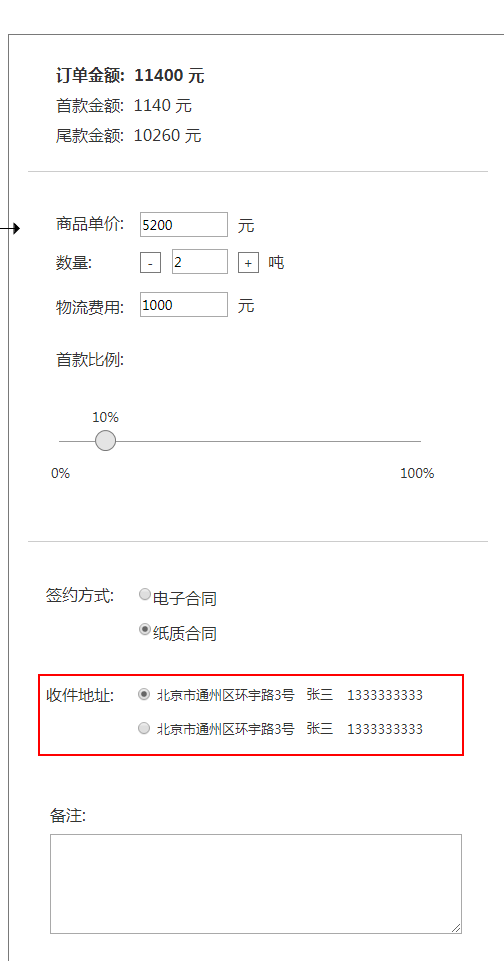 订单金额: 11400 元
首款金额: 1140 元
尾款金额: 10260 元
商品单价: 5200 元
数量: - 2 + 吨
物流费用: 1000 元
首款比例:
10%
0% 100%
签约方式: 电子合同
纸质合同
收件地址: 北京市通州区环宇路3号 张三 1333333333
北京市通州区环宇路3号 张三 1333333333
备注: